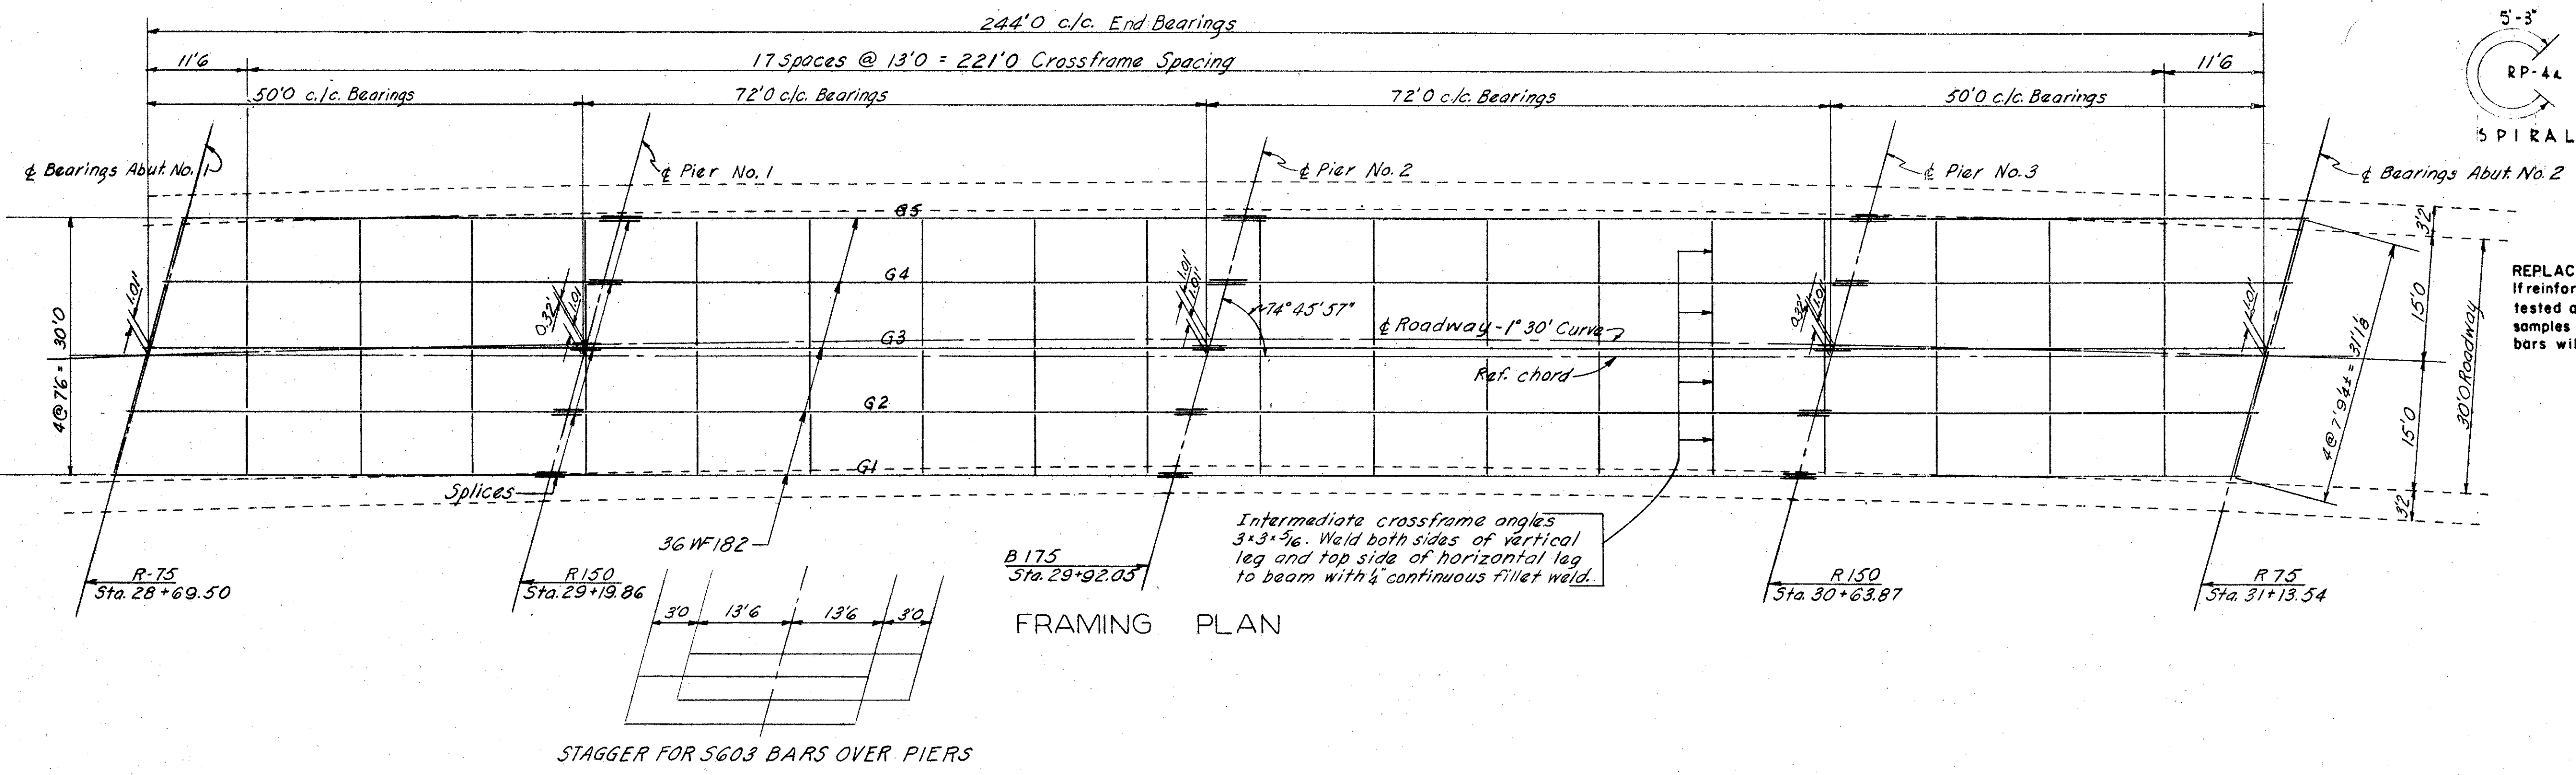 244'0 c/c. End Bearings
11'6
17 Spaces @ 13'0 = 221'0 Crossframe Spacing
11'6
50'0 c/c. Bearings
72'0 c/c. Bearings
72'0 c/c. Bearings
50'0 c/c. Bearings
5'-3"
RP-42
SPIRAL
℄ Bearings Abut. No. 1
℄ Pier No. 1
℄ Pier No. 2
℄ Pier No. 3
℄ Bearings Abut. No. 2
G5
G4
G3
G2
G1
4@7'6 = 30'0
1.01'
0.32'
1.01'
1.01'
1.01'
74° 45' 57"
℄ Roadway - 1° 30' Curve
Ref. chord
0.32'
1.01'
1.01'
3'2
15'0
15'0
3'2
30'0 Roadway
4@7'9¼± = 31'1⅛
REPLAC
If reinfor
tested a
samples
bars wil
Splices
36 WF 182
Intermediate crossframe angles
3x3x5/16. Weld both sides of vertical
leg and top side of horizontal leg
to beam with ¼" continuous fillet weld.
R-75
Sta. 28+69.50
R150
Sta. 29+19.86
B 175
Sta. 29+92.05
R150
Sta. 30+63.87
R 75
Sta. 31+13.54
3'0
13'6
13'6
3'0
FRAMING PLAN
STAGGER FOR S603 BARS OVER PIERS